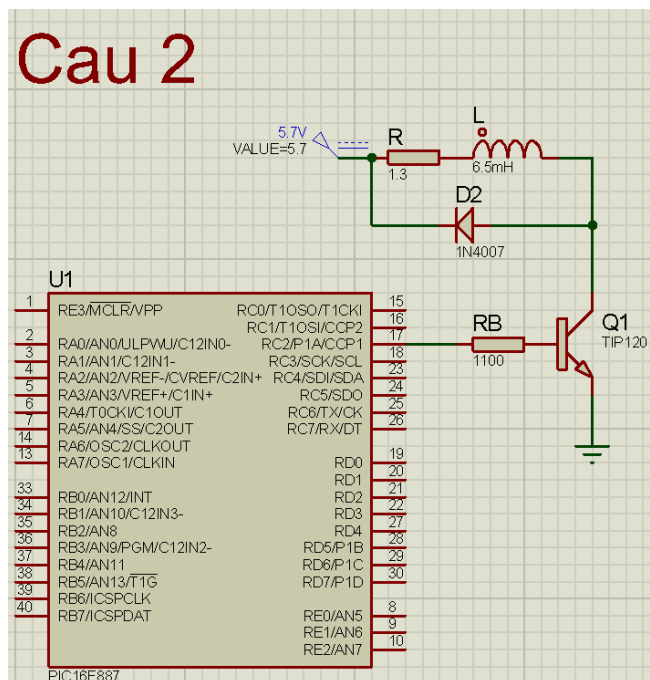 Cau 2
5.7V
VALUE=5.7
R
1.3
L
6.5mH
D2
1N4007
U1
1 RE3/MCLR/VPP
2 RA0/AN0/ULPWU/C12IN0-
3 RA1/AN1/C12IN1-
4 RA2/AN2/VREF-/CVREF/C2IN+
5 RA3/AN3/VREF+/C1IN+
6 RA4/T0CKI/C1OUT
7 RA5/AN4/SS/C2OUT
14 RA6/OSC2/CLKOUT
13 RA7/OSC1/CLKIN
33 RB0/AN12/INT
34 RB1/AN10/C12IN3-
35 RB2/AN8
36 RB3/AN9/PGM/C12IN2-
37 RB4/AN11
38 RB5/AN13/T1G
39 RB6/ICSPCLK
40 RB7/ICSPDAT
RC0/T1OSO/T1CKI 15
RC1/T1OSI/CCP2 16
RC2/P1A/CCP1 17
RC3/SCK/SCL 18
RC4/SDI/SDA 23
RC5/SDO 24
RC6/TX/CK 25
RC7/RX/DT 26
RD0 19
RD1 20
RD2 21
RD3 22
RD4 27
RD5/P1B 28
RD6/P1C 29
RD7/P1D 30
RE0/AN5 8
RE1/AN6 9
RE2/AN7 10
PIC16F887
RB
1100
Q1
TIP120